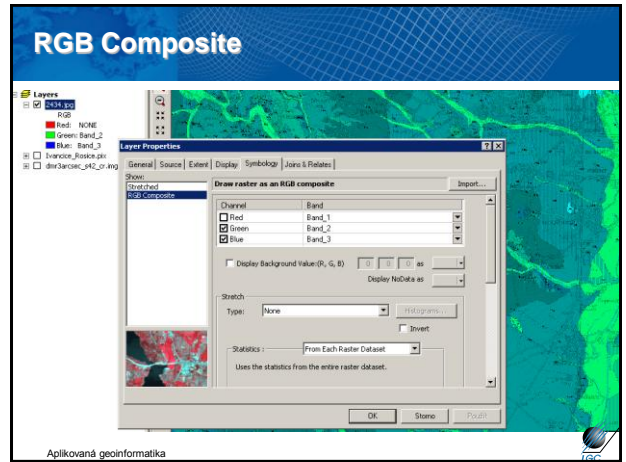 RGB Composite
Layers
2434.jpg
RGB
Red: NONE
Green: Band_2
Blue: Band_3
Ivancice_Rosice.pix
dmr3arcsec_s42_cr.img
Layer Properties
General Source Extent Display Symbology Joins & Relates
Show:
Stretched
RGB Composite
Draw raster as an RGB composite
Import...
Channel Band
Red Band_1
Green Band_2
Blue Band_3
Display Background Value:(R, G, B) 0 0 0 as
Display NoData as
Stretch
Type: None
Histograms...
Invert
Statistics : From Each Raster Dataset
Uses the statistics from the entire raster dataset.
OK Storno Použít
Aplikovaná geoinformatika
LGC